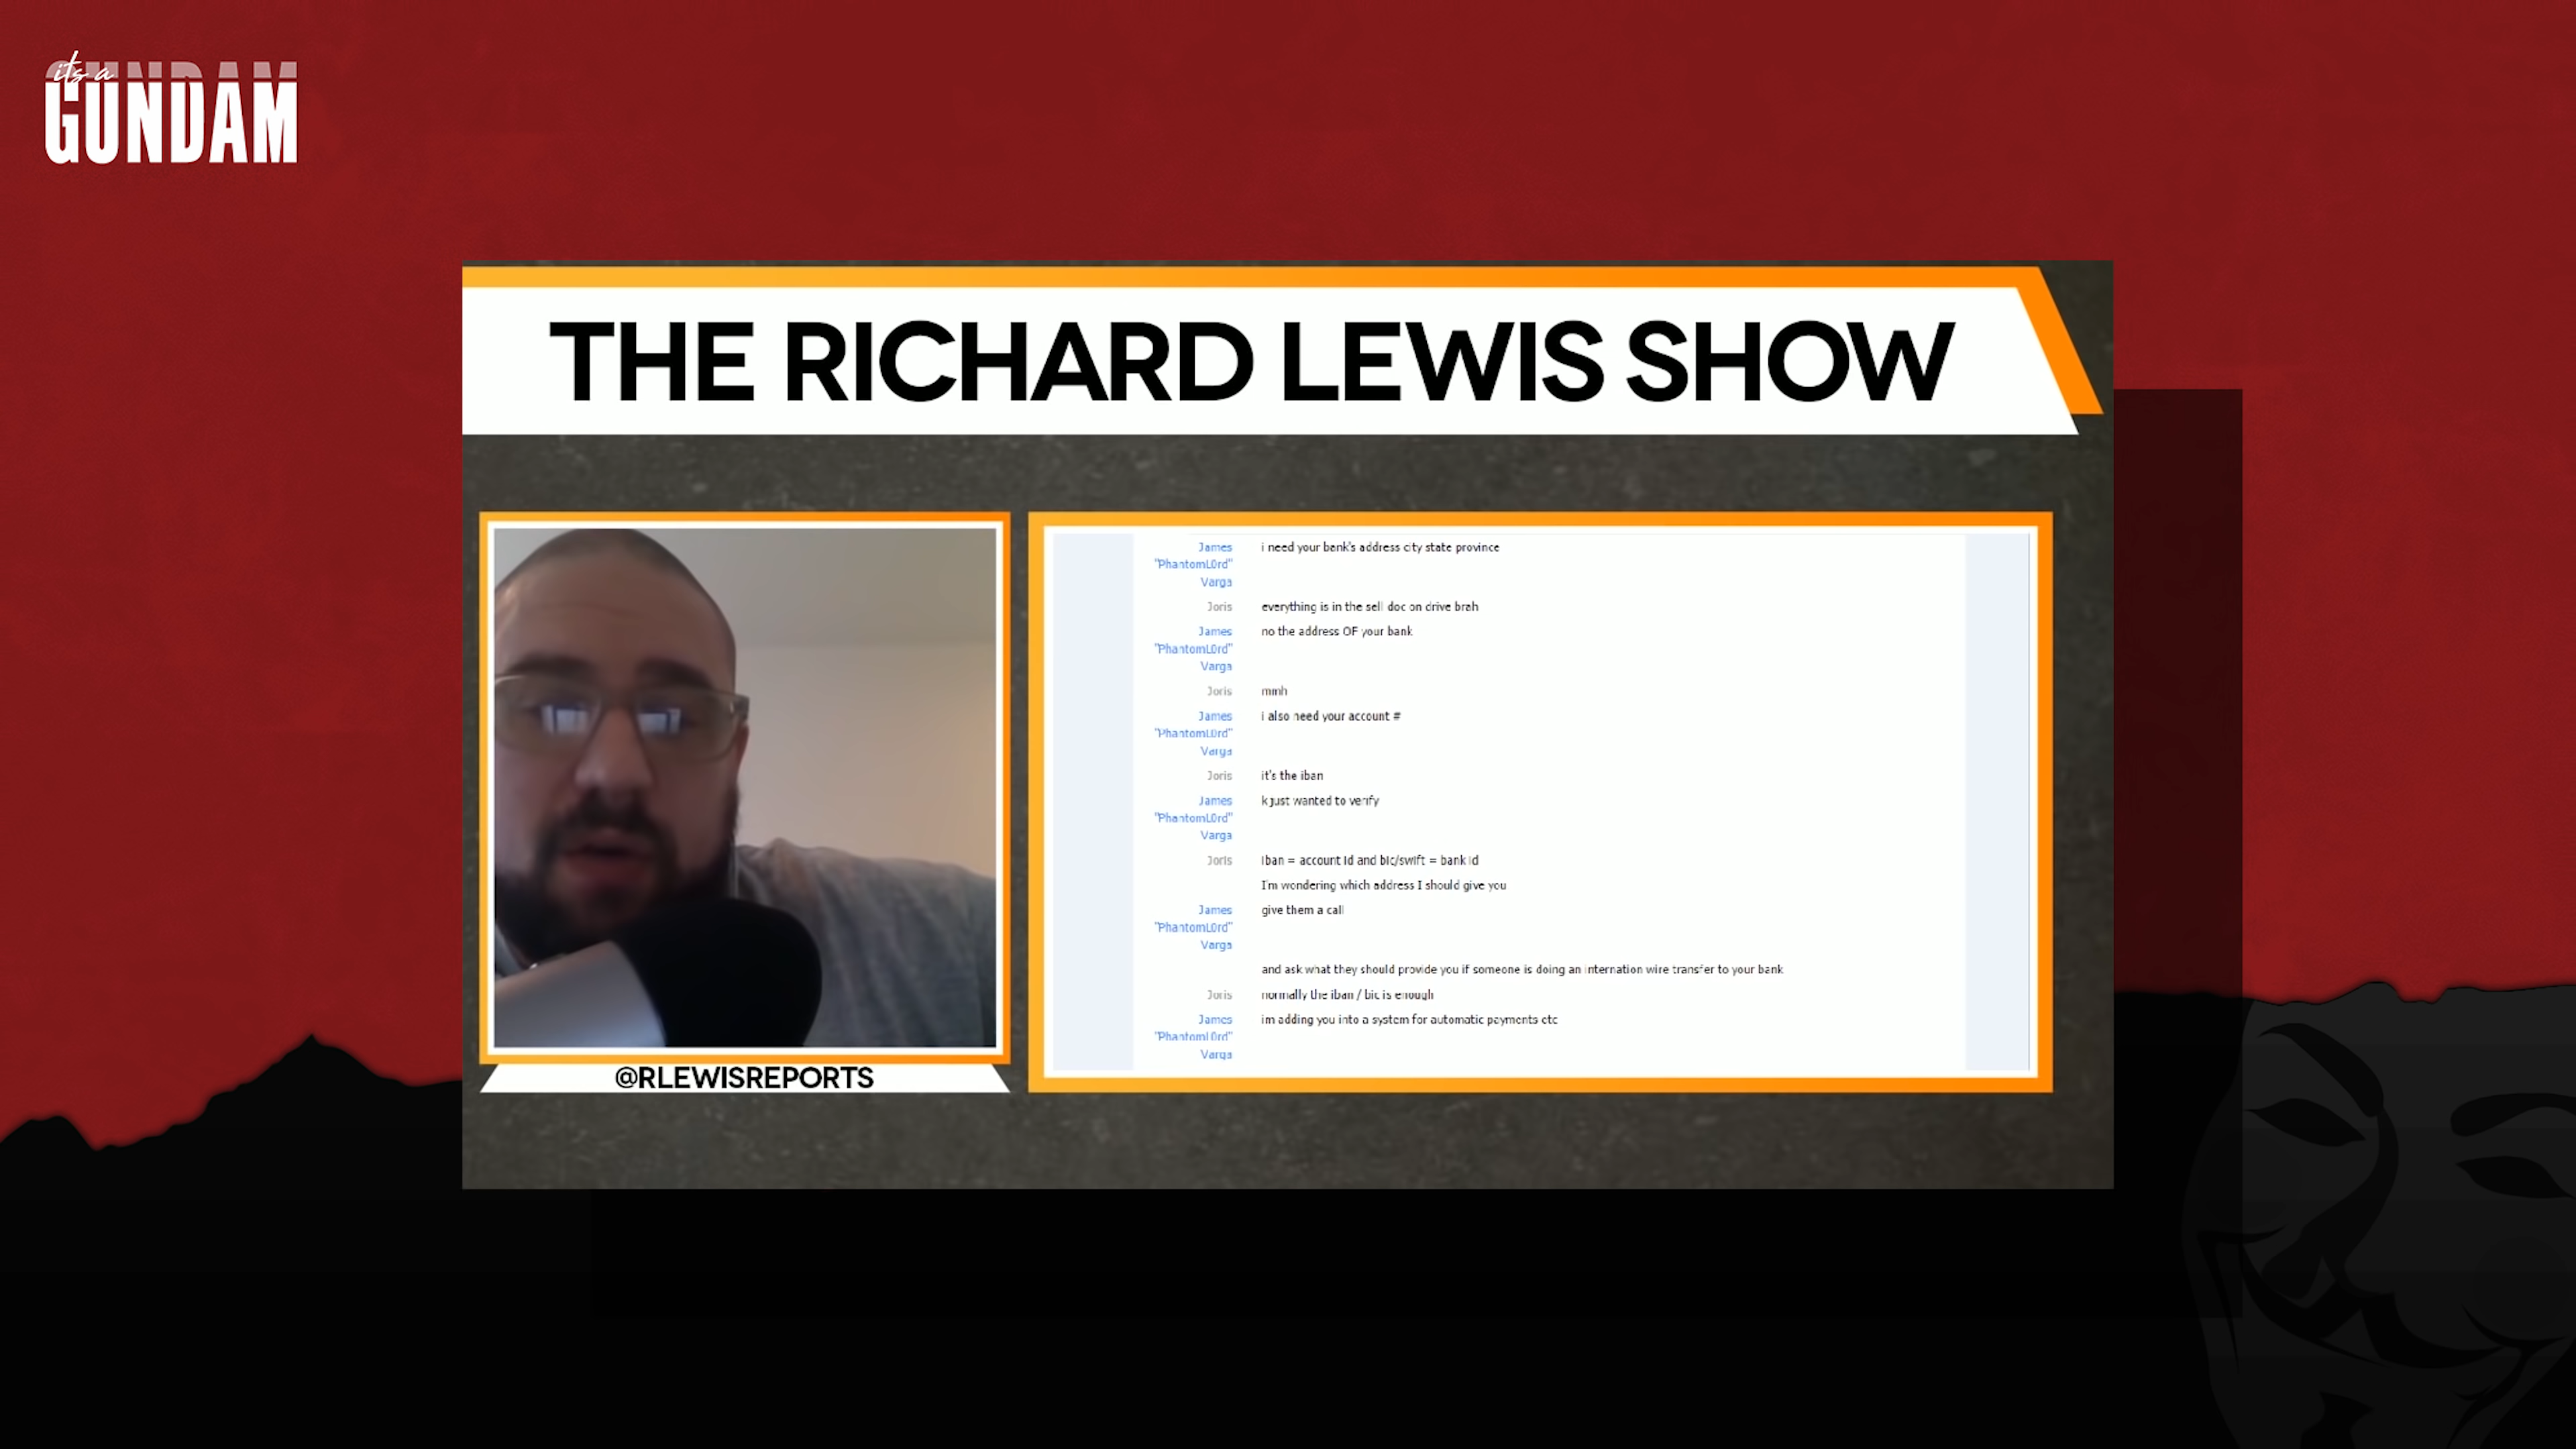 its a
GUNDAM
THE RICHARD LEWIS SHOW
James i need your bank's address city state province
"PhantomL0rd"
Varga
Joris everything is in the sell doc on drive brah
James no the address OF your bank
"PhantomL0rd"
Varga
Joris mmh
James i also need your account #
"PhantomL0rd"
Varga
Joris it's the iban
James k just wanted to verify
"PhantomL0rd"
Varga
Joris Iban = account id and bic/swift = bank id
I'm wondering which address I should give you
James give them a call
"PhantomL0rd"
Varga
and ask what they should provide you if someone is doing an internation wire transfer to your bank
Joris normally the iban / bic is enough
James im adding you into a system for automatic payments etc
"PhantomL0rd"
Varga
@RLEWISREPORTS